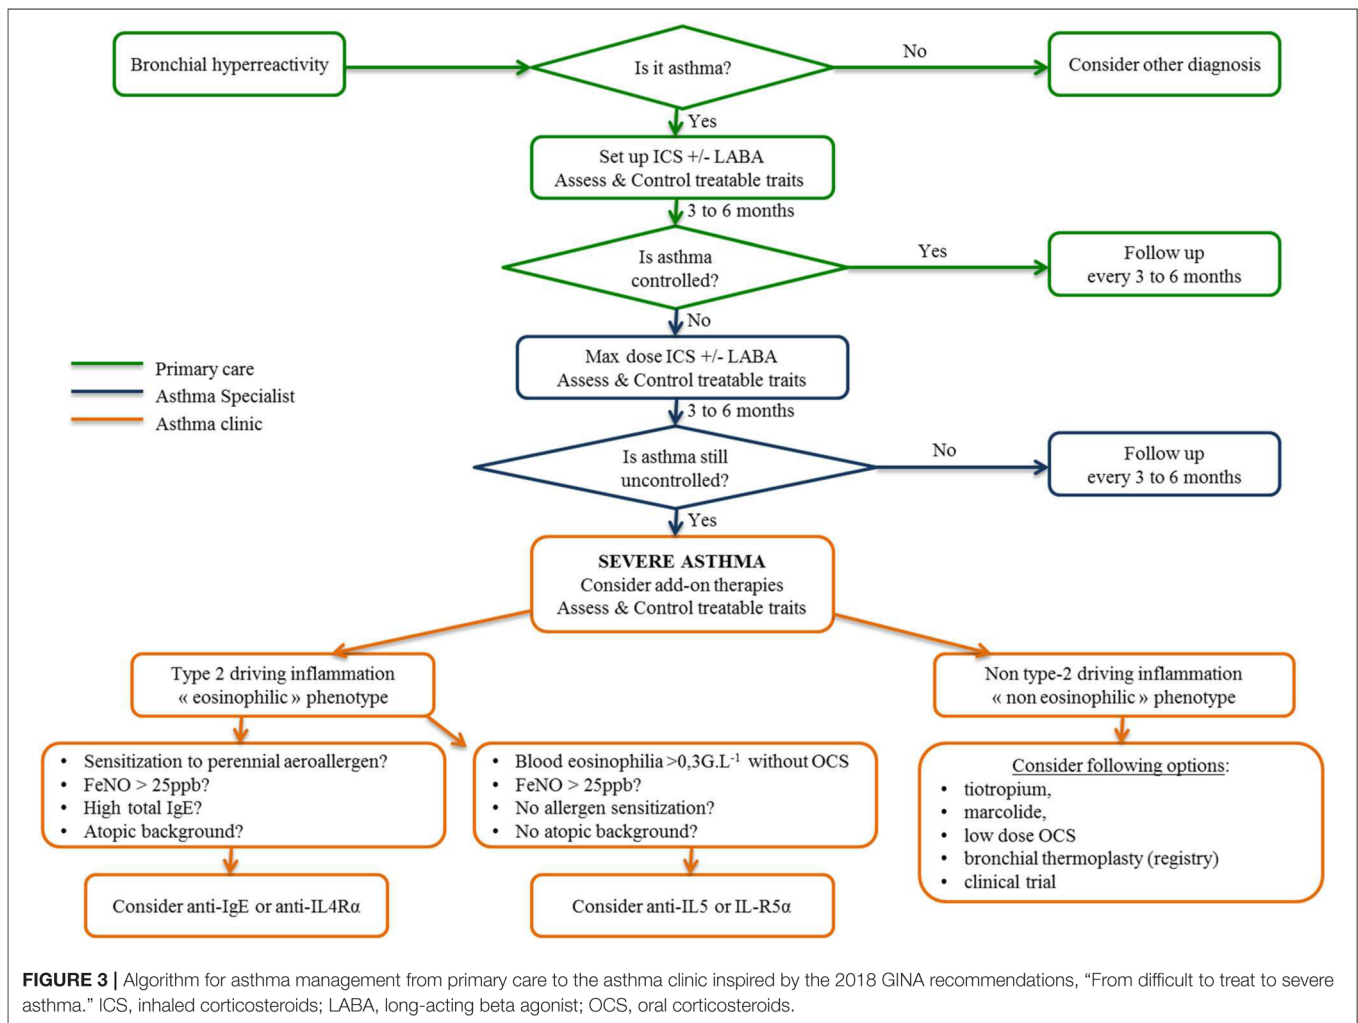 Bronchial hyperreactivity
Is it asthma?
No
Consider other diagnosis
Yes
Set up ICS +/- LABA
Assess & Control treatable traits
3 to 6 months
Is asthma
controlled?
Yes
Follow up
every 3 to 6 months
No
Max dose ICS +/- LABA
Assess & Control treatable traits
Primary care
Asthma Specialist
Asthma clinic
3 to 6 months
Is asthma still
uncontrolled?
No
Follow up
every 3 to 6 months
Yes
SEVERE ASTHMA
Consider add-on therapies
Assess & Control treatable traits
Type 2 driving inflammation
« eosinophilic » phenotype
Non type-2 driving inflammation
« non eosinophilic » phenotype
• Sensitization to perennial aeroallergen?
• FeNO > 25ppb?
• High total IgE?
• Atopic background?
• Blood eosinophilia >0,3G.L⁻¹ without OCS
• FeNO > 25ppb?
• No allergen sensitization?
• No atopic background?
Consider following options:
• tiotropium,
• marcolide,
• low dose OCS
• bronchial thermoplasty (registry)
• clinical trial
Consider anti-IgE or anti-IL4Rα
Consider anti-IL5 or IL-R5α
FIGURE 3 | Algorithm for asthma management from primary care to the asthma clinic inspired by the 2018 GINA recommendations, “From difficult to treat to severe
asthma.” ICS, inhaled corticosteroids; LABA, long-acting beta agonist; OCS, oral corticosteroids.